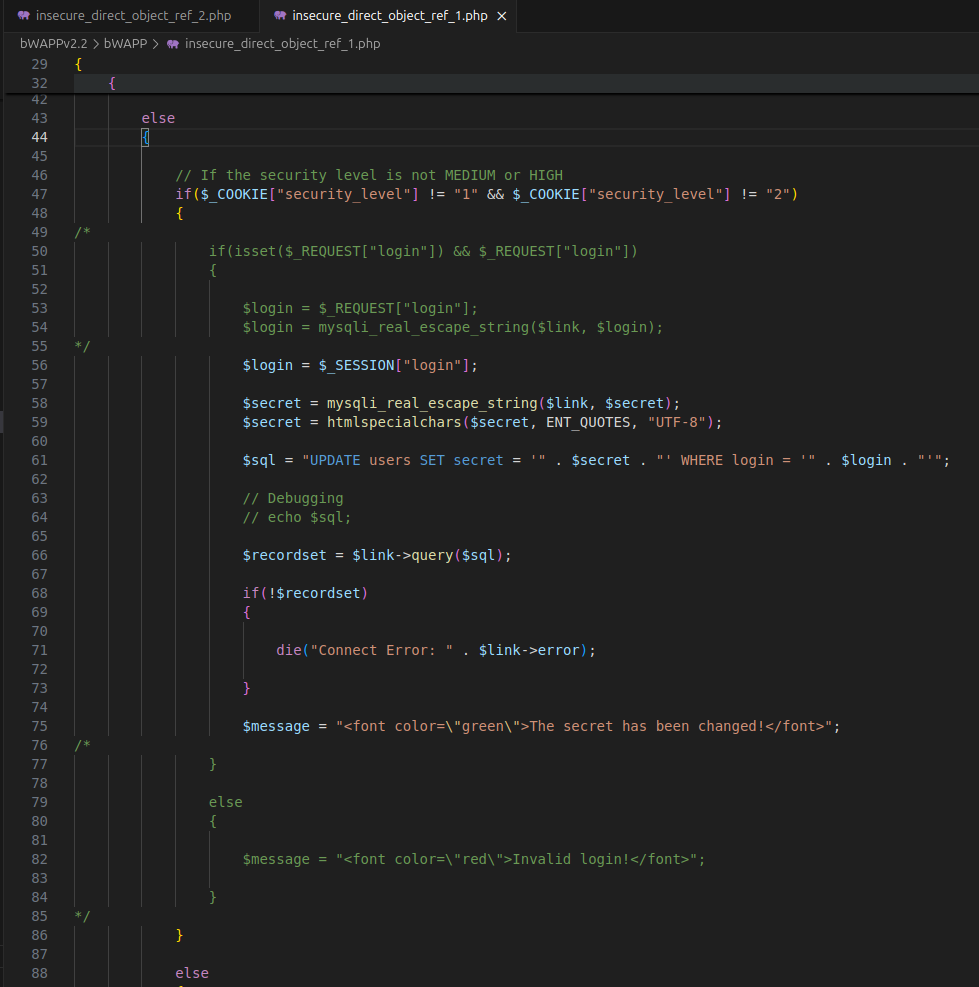 insecure_direct_object_ref_2.php insecure_direct_object_ref_1.php ×
bWAPPv2.2 > bWAPP > insecure_direct_object_ref_1.php
29 {
32 {
42
43 else
44 {
45
46 // If the security level is not MEDIUM or HIGH
47 if($_COOKIE["security_level"] != "1" && $_COOKIE["security_level"] != "2")
48 {
49 /*
50 if(isset($_REQUEST["login"]) && $_REQUEST["login"])
51 {
52
53 $login = $_REQUEST["login"];
54 $login = mysqli_real_escape_string($link, $login);
55 */
56 $login = $_SESSION["login"];
57
58 $secret = mysqli_real_escape_string($link, $secret);
59 $secret = htmlspecialchars($secret, ENT_QUOTES, "UTF-8");
60
61 $sql = "UPDATE users SET secret = '" . $secret . "' WHERE login = '" . $login . "'";
62
63 // Debugging
64 // echo $sql;
65
66 $recordset = $link->query($sql);
67
68 if(!$recordset)
69 {
70
71 die("Connect Error: " . $link->error);
72
73 }
74
75 $message = "<font color=\"green\">The secret has been changed!</font>";
76 /*
77 }
78
79 else
80 {
81
82 $message = "<font color=\"red\">Invalid login!</font>";
83
84 }
85 */
86 }
87
88 else